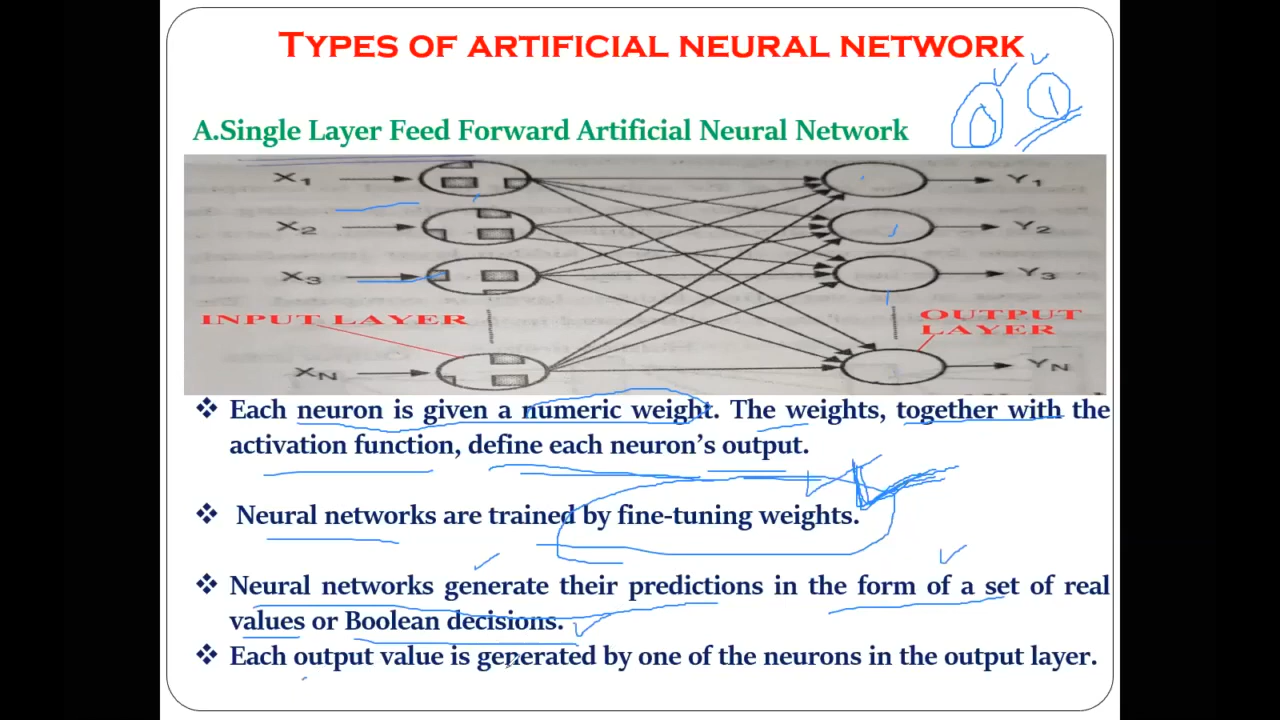 TYPES OF ARTIFICIAL NEURAL NETWORK
A.Single Layer Feed Forward Artificial Neural Network
X1 Y1
X2 Y2
X3 Y3
INPUT LAYER OUTPUT
LAYER
XN YN
❖ Each neuron is given a numeric weight. The weights, together with the
activation function, define each neuron's output.
❖ Neural networks are trained by fine-tuning weights.
❖ Neural networks generate their predictions in the form of a set of real
values or Boolean decisions.
❖ Each output value is generated by one of the neurons in the output layer.